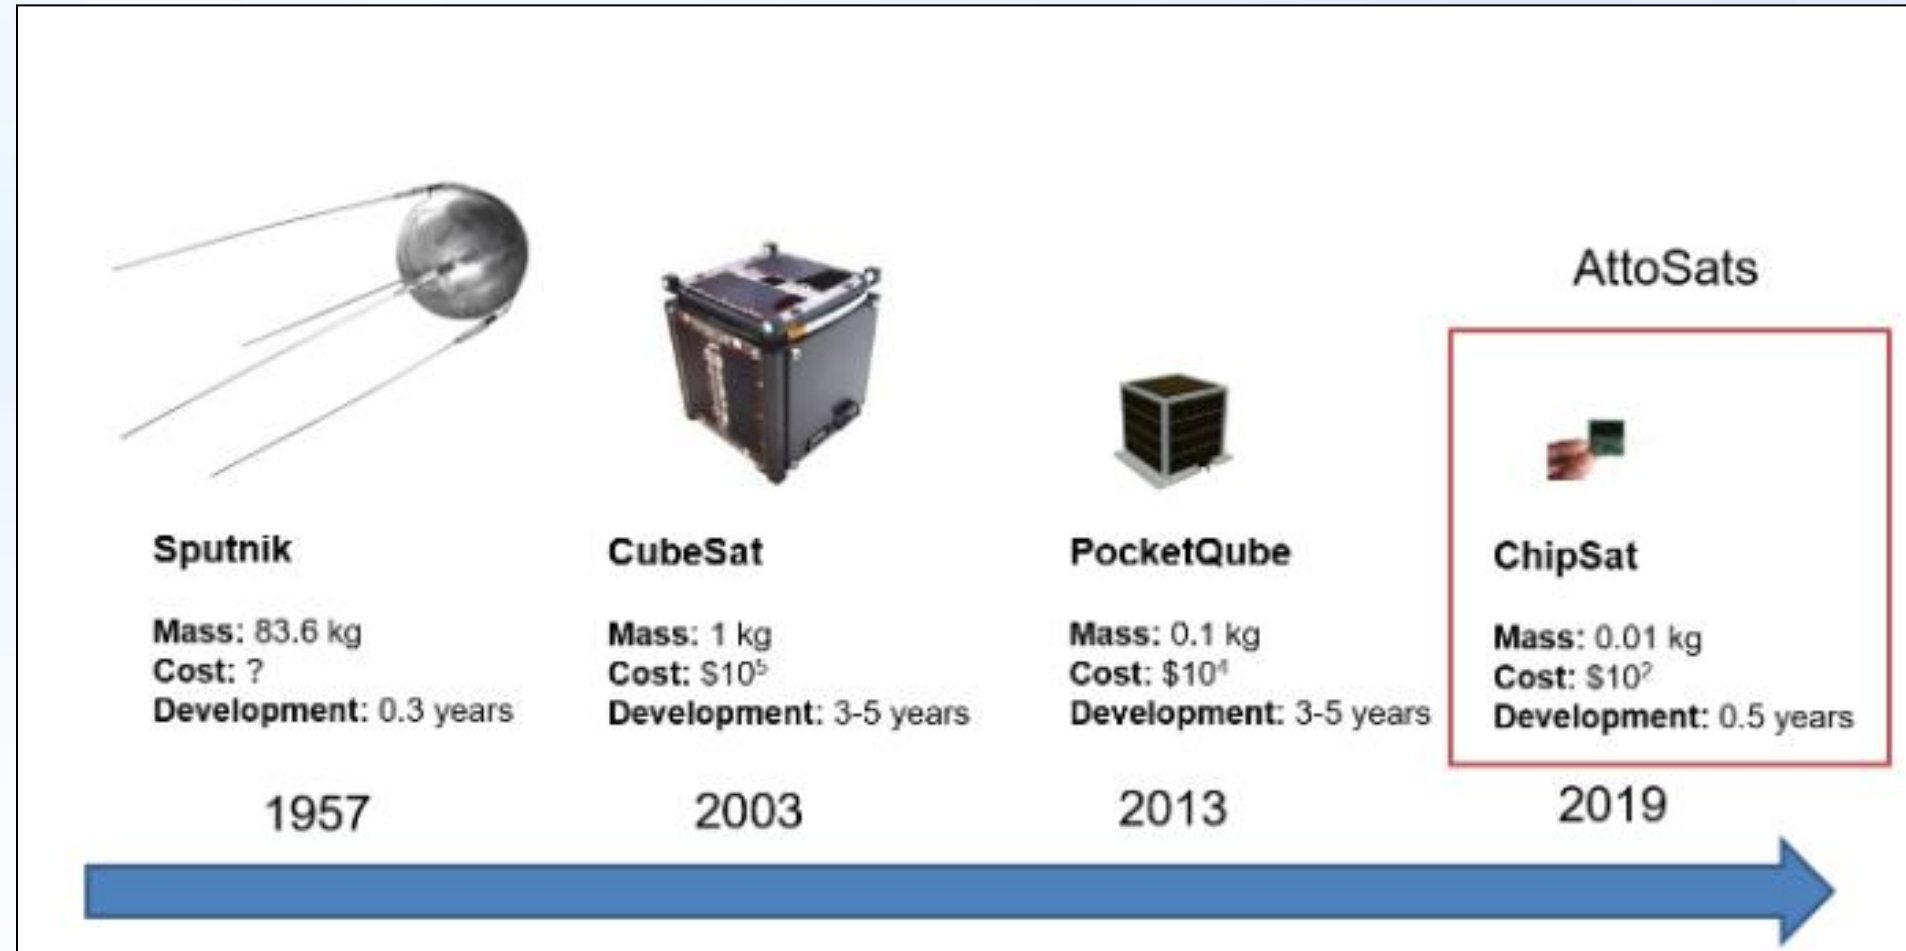 AttoSats
Sputnik
Mass: 83.6 kg
Cost: ?
Development: 0.3 years
1957
CubeSat
Mass: 1 kg
Cost: $10⁵
Development: 3-5 years
2003
PocketQube
Mass: 0.1 kg
Cost: $10⁴
Development: 3-5 years
2013
ChipSat
Mass: 0.01 kg
Cost: $10²
Development: 0.5 years
2019